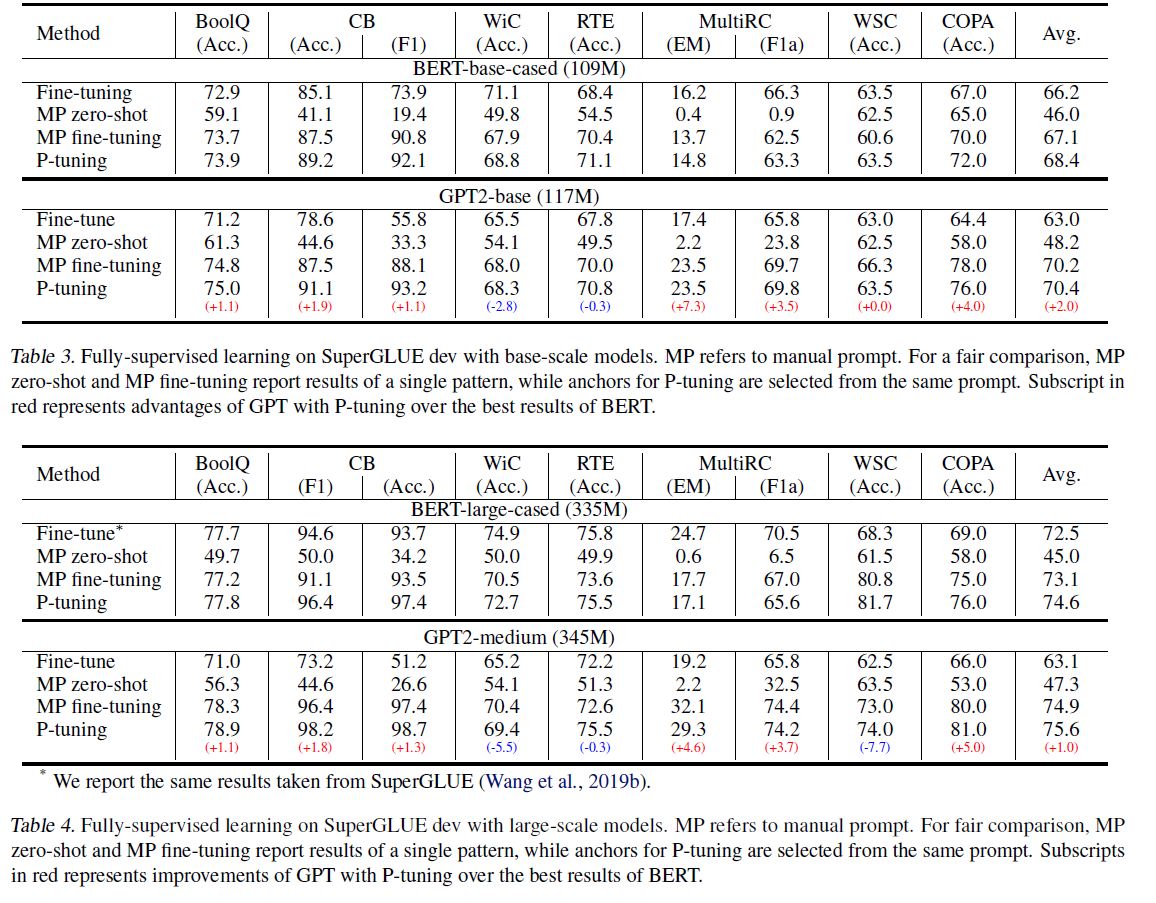 Method BoolQ CB WiC RTE MultiRC WSC COPA Avg.
(Acc.) (Acc.) (F1) (Acc.) (Acc.) (EM) (F1a) (Acc.) (Acc.)
BERT-base-cased (109M)
Fine-tuning 72.9 85.1 73.9 71.1 68.4 16.2 66.3 63.5 67.0 66.2
MP zero-shot 59.1 41.1 19.4 49.8 54.5 0.4 0.9 62.5 65.0 46.0
MP fine-tuning 73.7 87.5 90.8 67.9 70.4 13.7 62.5 60.6 70.0 67.1
P-tuning 73.9 89.2 92.1 68.8 71.1 14.8 63.3 63.5 72.0 68.4
GPT2-base (117M)
Fine-tune 71.2 78.6 55.8 65.5 67.8 17.4 65.8 63.0 64.4 63.0
MP zero-shot 61.3 44.6 33.3 54.1 49.5 2.2 23.8 62.5 58.0 48.2
MP fine-tuning 74.8 87.5 88.1 68.0 70.0 23.5 69.7 66.3 78.0 70.2
P-tuning 75.0 91.1 93.2 68.3 70.8 23.5 69.8 63.5 76.0 70.4
(+1.1) (+1.9) (+1.1) (-2.8) (-0.3) (+7.3) (+3.5) (+0.0) (+4.0) (+2.0)
Table 3. Fully-supervised learning on SuperGLUE dev with base-scale models. MP refers to manual prompt. For a fair comparison, MP
zero-shot and MP fine-tuning report results of a single pattern, while anchors for P-tuning are selected from the same prompt. Subscript in
red represents advantages of GPT with P-tuning over the best results of BERT.
Method BoolQ CB WiC RTE MultiRC WSC COPA Avg.
(Acc.) (F1) (Acc.) (Acc.) (Acc.) (EM) (F1a) (Acc.) (Acc.)
BERT-large-cased (335M)
Fine-tune* 77.7 94.6 93.7 74.9 75.8 24.7 70.5 68.3 69.0 72.5
MP zero-shot 49.7 50.0 34.2 50.0 49.9 0.6 6.5 61.5 58.0 45.0
MP fine-tuning 77.2 91.1 93.5 70.5 73.6 17.7 67.0 80.8 75.0 73.1
P-tuning 77.8 96.4 97.4 72.7 75.5 17.1 65.6 81.7 76.0 74.6
GPT2-medium (345M)
Fine-tune 71.0 73.2 51.2 65.2 72.2 19.2 65.8 62.5 66.0 63.1
MP zero-shot 56.3 44.6 26.6 54.1 51.3 2.2 32.5 63.5 53.0 47.3
MP fine-tuning 78.3 96.4 97.4 70.4 72.6 32.1 74.4 73.0 80.0 74.9
P-tuning 78.9 98.2 98.7 69.4 75.5 29.3 74.2 74.0 81.0 75.6
(+1.1) (+1.8) (+1.3) (-5.5) (-0.3) (+4.6) (+3.7) (-7.7) (+5.0) (+1.0)
* We report the same results taken from SuperGLUE (Wang et al., 2019b).
Table 4. Fully-supervised learning on SuperGLUE dev with large-scale models. MP refers to manual prompt. For fair comparison, MP
zero-shot and MP fine-tuning report results of a single pattern, while anchors for P-tuning are selected from the same prompt. Subscripts
in red represents improvements of GPT with P-tuning over the best results of BERT.